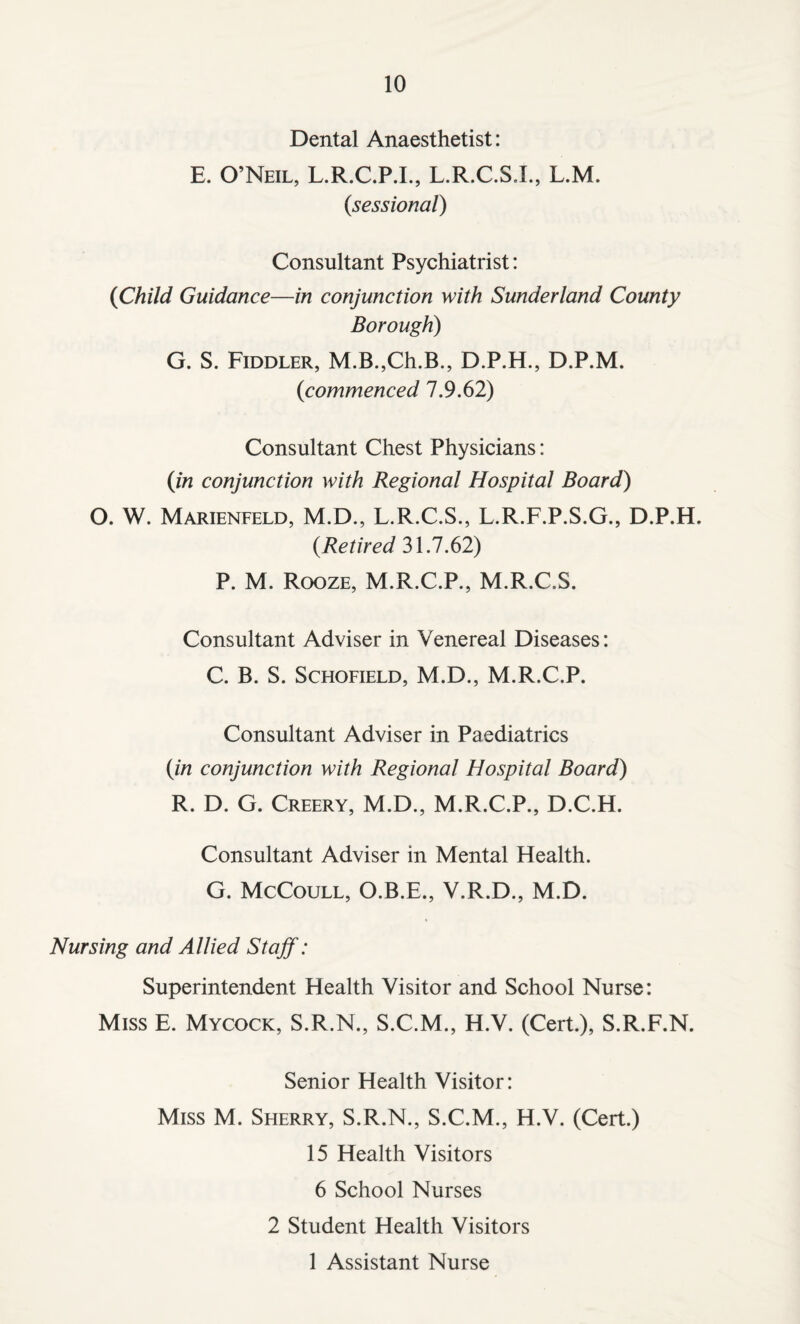 10
Dental Anaesthetist:
E. O’Neil, L.R.C.P.I., L.R.C.S.I., L.M.
(sessional)
Consultant Psychiatrist:
(Child Guidance—in conjunction with Sunderland County
Borough)
G. S. Fiddler, M.B.,Ch.B., D.P.H., D.P.M.
(commenced 7.9.62)
Consultant Chest Physicians:
(in conjunction with Regional Hospital Board)
O. W. Marienfeld, M.D., L.R.C.S., L.R.F.P.S.G., D.P.H.
(Retired 31.7.62)
P. M. Rooze, M.R.C.P., M.R.C.S.
Consultant Adviser in Venereal Diseases:
C. B. S. Schofield, M.D., M.R.C.P.
Consultant Adviser in Paediatrics
(in conjunction with Regional Hospital Board)
R. D. G. Creery, M.D., M.R.C.P., D.C.H.
Consultant Adviser in Mental Health.
G. McCoull, O.B.E., V.R.D., M.D.
Nursing and Allied Staff:
Superintendent Health Visitor and School Nurse:
Miss E. Mycock, S.R.N., S.C.M., H.V. (Cert.), S.R.F.N.
Senior Health Visitor:
Miss M. Sherry, S.R.N., S.C.M., H.V. (Cert.)
15 Health Visitors
6 School Nurses
2 Student Health Visitors
1 Assistant Nurse